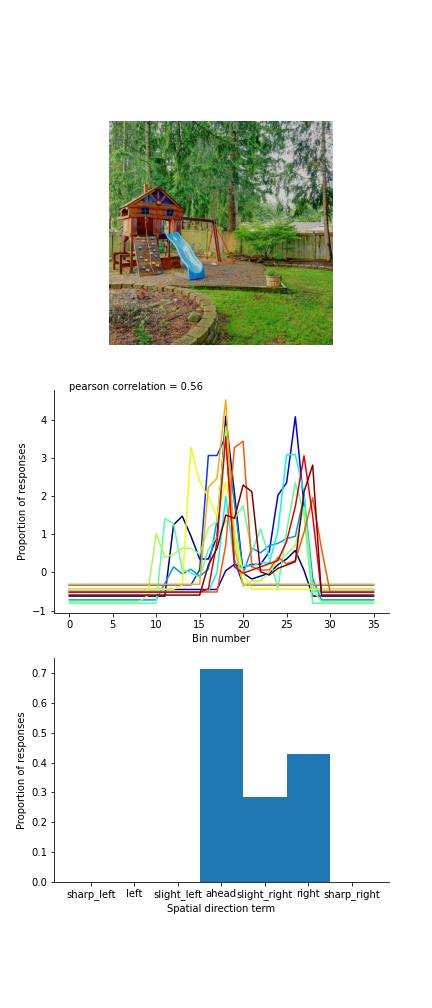 pearson correlation = 0.56
4
3
2
1
0
−1
Proportion of responses
0 5 10 15 20 25 30 35
Bin number
0.7
0.6
0.5
0.4
0.3
0.2
0.1
0.0
Proportion of responses
sharp_left left slight_left ahead slight_right right sharp_right
Spatial direction term